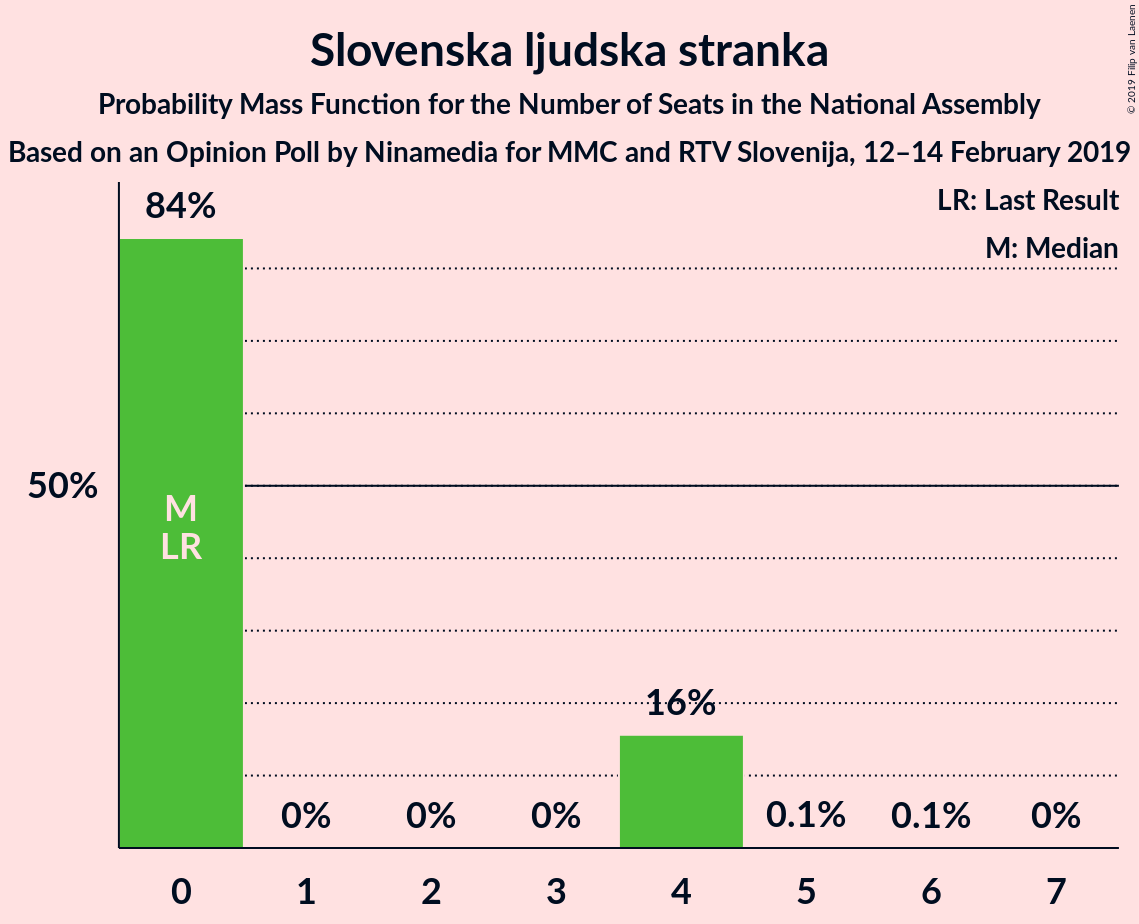 Slovenska ljudska stranka
Probability Mass Function for the Number of Seats in the National Assembly
Based on an Opinion Poll by Ninamedia for MMC and RTV Slovenija, 12–14 February 2019
© 2019 Filip van Laenen
LR: Last Result
M: Median
84%
50%
M
LR
16%
0%
0%
0%
0.1%
0.1%
0%
0 1 2 3 4 5 6 7